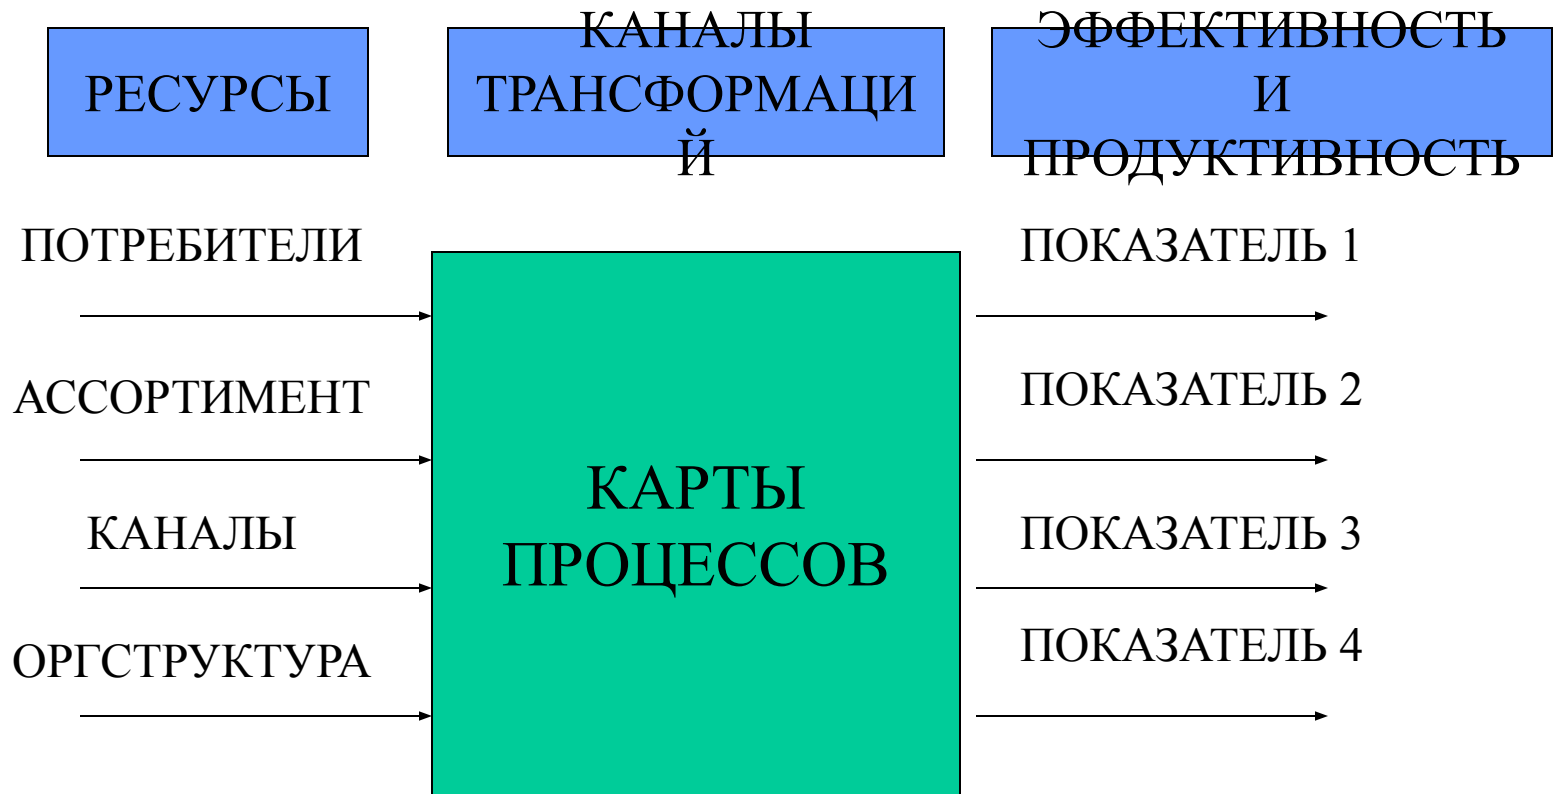 РЕСУРСЫ
КАНАЛЫ
ТРАНСФОРМАЦИ
Й
ЭФФЕКТИВНОСТЬ
И
ПРОДУКТИВНОСТЬ
ПОТРЕБИТЕЛИ
АССОРТИМЕНТ
КАНАЛЫ
ОРГСТРУКТУРА
КАРТЫ
ПРОЦЕССОВ
ПОКАЗАТЕЛЬ 1
ПОКАЗАТЕЛЬ 2
ПОКАЗАТЕЛЬ 3
ПОКАЗАТЕЛЬ 4